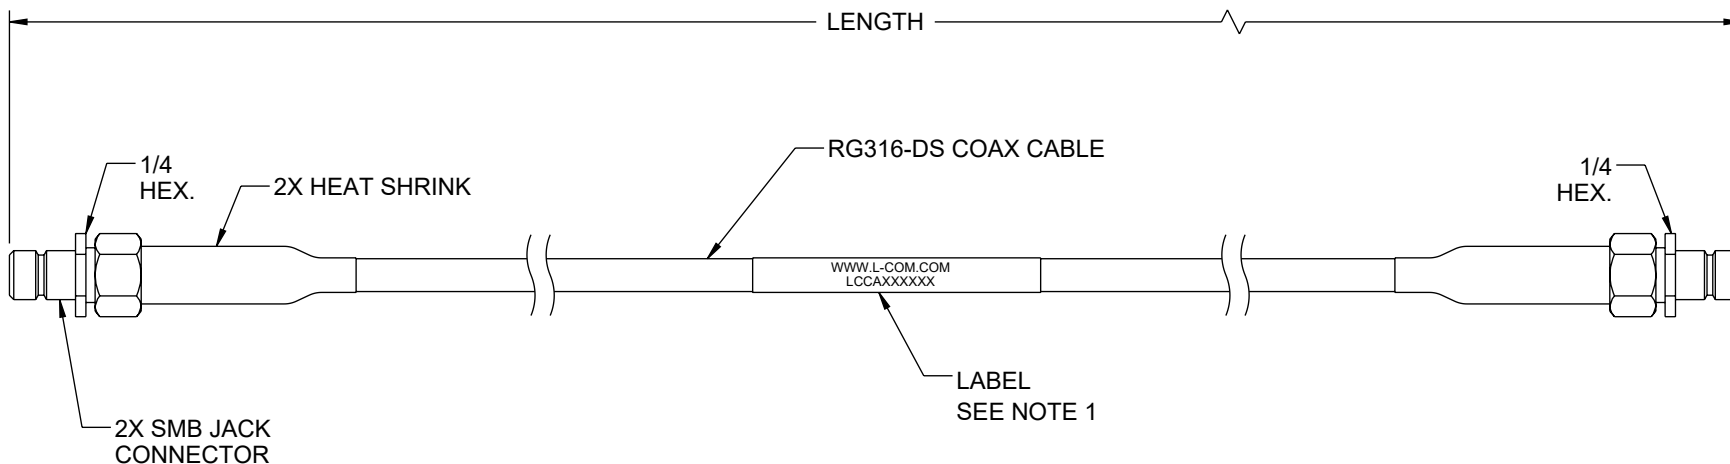 LENGTH
1/4
HEX.
2X HEAT SHRINK
RG316-DS COAX CABLE
1/4
HEX.
WWW.L-COM.COM
LCCAXXXXXX
LABEL
SEE NOTE 1
2X SMB JACK
CONNECTOR